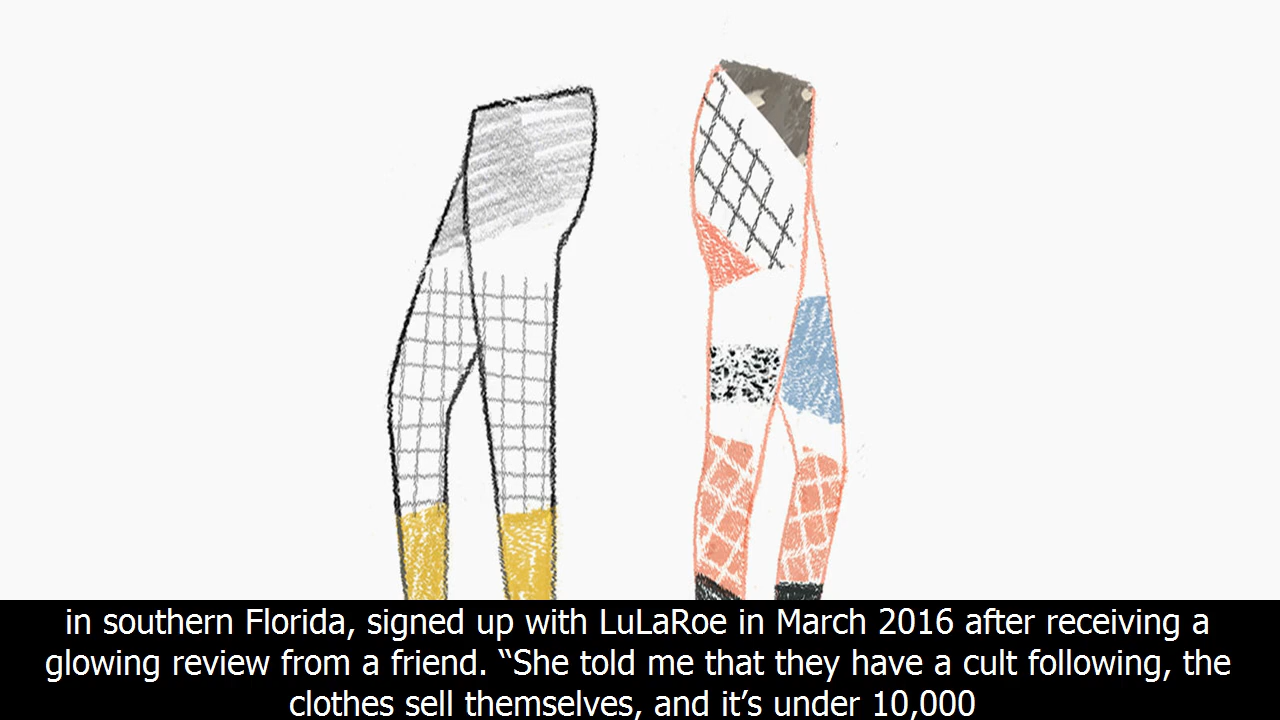 in southern Florida, signed up with LuLaRoe in March 2016 after receiving a
glowing review from a friend. “She told me that they have a cult following, the
clothes sell themselves, and it’s under 10,000